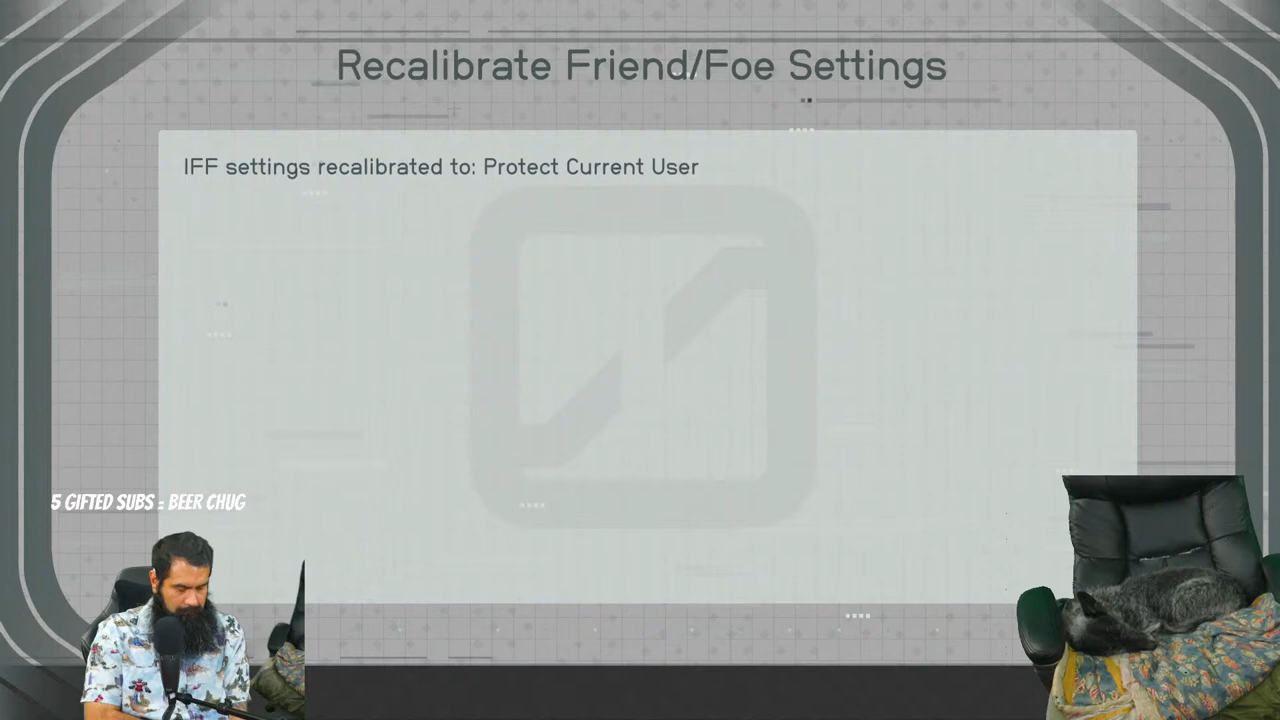 Recalibrate Friend/Foe Settings
IFF settings recalibrated to: Protect Current User
5 GIFTED SUBS = BEER CHUG